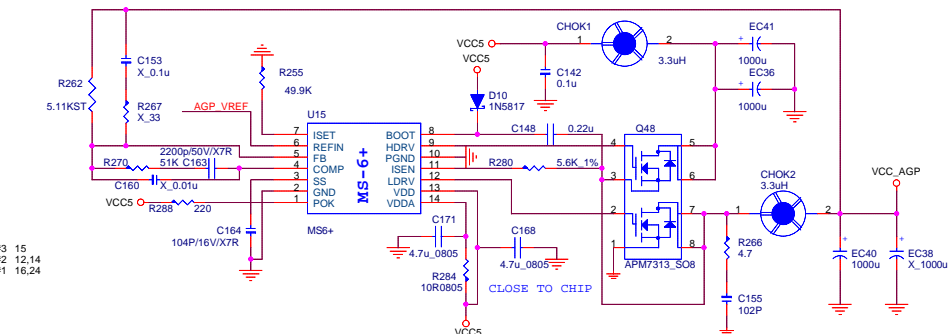 CHOK1
EC41
VCC5
1
2
+
C153
X_0.1u
VCC5
3.3uH
1000u
R262
R255
C142
0.1u
EC36
5.11KST
49.9K
+
R267
X_33
AGP_VREF
D10
1N5817
1000u
U15
C148
0.22u
Q48
7
ISET
BOOT
8
6
REFIN
HDRV
9
4
5
2200p/50V/X7R
5
FB
PGND
10
R270
51K
C163
4
COMP
ISEN
11
R280
5.6K_1%
CHOK2
3.3uH
VCC_AGP
C160
X_0.01u
3
SS
LDRV
12
3
6
2
GND
VDD
13
VCC5
1
POK
VDDA
14
2
7
1
2
R288
220
MS-6+
MS6+
C164
104P/16V/X7R
C171
4.7u_0805
C168
4.7u_0805
1
8
R266
4.7
+
EC40
1000u
+
EC38
X_1000u
APM7313_SO8
#3 15
#2 12,14
#1 16,24
R284
10R0805
CLOSE TO CHIP
C155
102P
VCC5